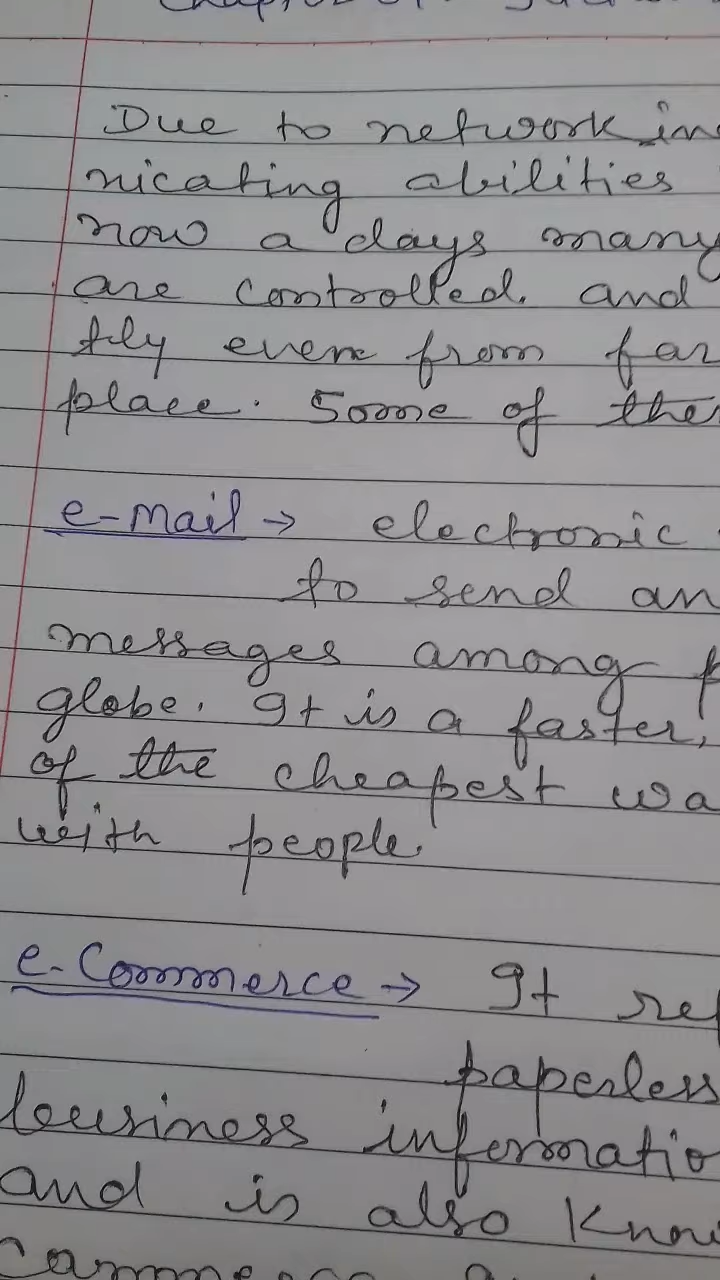 Due to network in
nicating abilities
now a days many
are controlled. and
tly even from far
place. Some of the
e-mail → electronic
to send an
messages among p
globe. It is a faster,
of the cheapest wa
with people.
e-Commerce → It ref
paperless
business informatio
and is also know